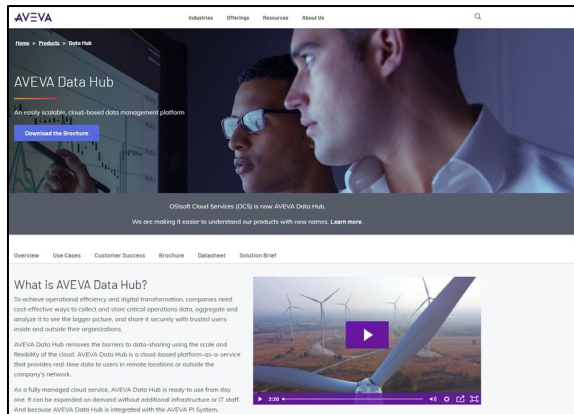 AVEVA
Industries Offerings Resources About Us
Home > Products > Data Hub
AVEVA Data Hub
An easily scalable, cloud-based data management platform
Download the Brochure
OSIsoft Cloud Services (OCS) is now AVEVA Data Hub.
We are making it easier to understand our products with new names. Learn more.
Overview Use Cases Customer Success Brochure Datasheet Solution Brief
What is AVEVA Data Hub?
To achieve operational efficiency and digital transformation, companies need
cost-effective ways to collect and store critical operations data, aggregate and
analyze it to see the bigger picture, and share it securely with trusted users
inside and outside their organizations.
AVEVA Data Hub removes the barriers to data-sharing using the scale and
flexibility of the cloud. AVEVA Data Hub is a cloud-based platform-as-a-service
that provides real-time data to users in remote locations or outside the
company's network.
As a fully managed cloud service, AVEVA Data Hub is ready to use from day
one. It can be expanded on demand without additional infrastructure or IT staff.
And because AVEVA Data Hub is integrated with the AVEVA PI System,
3:20